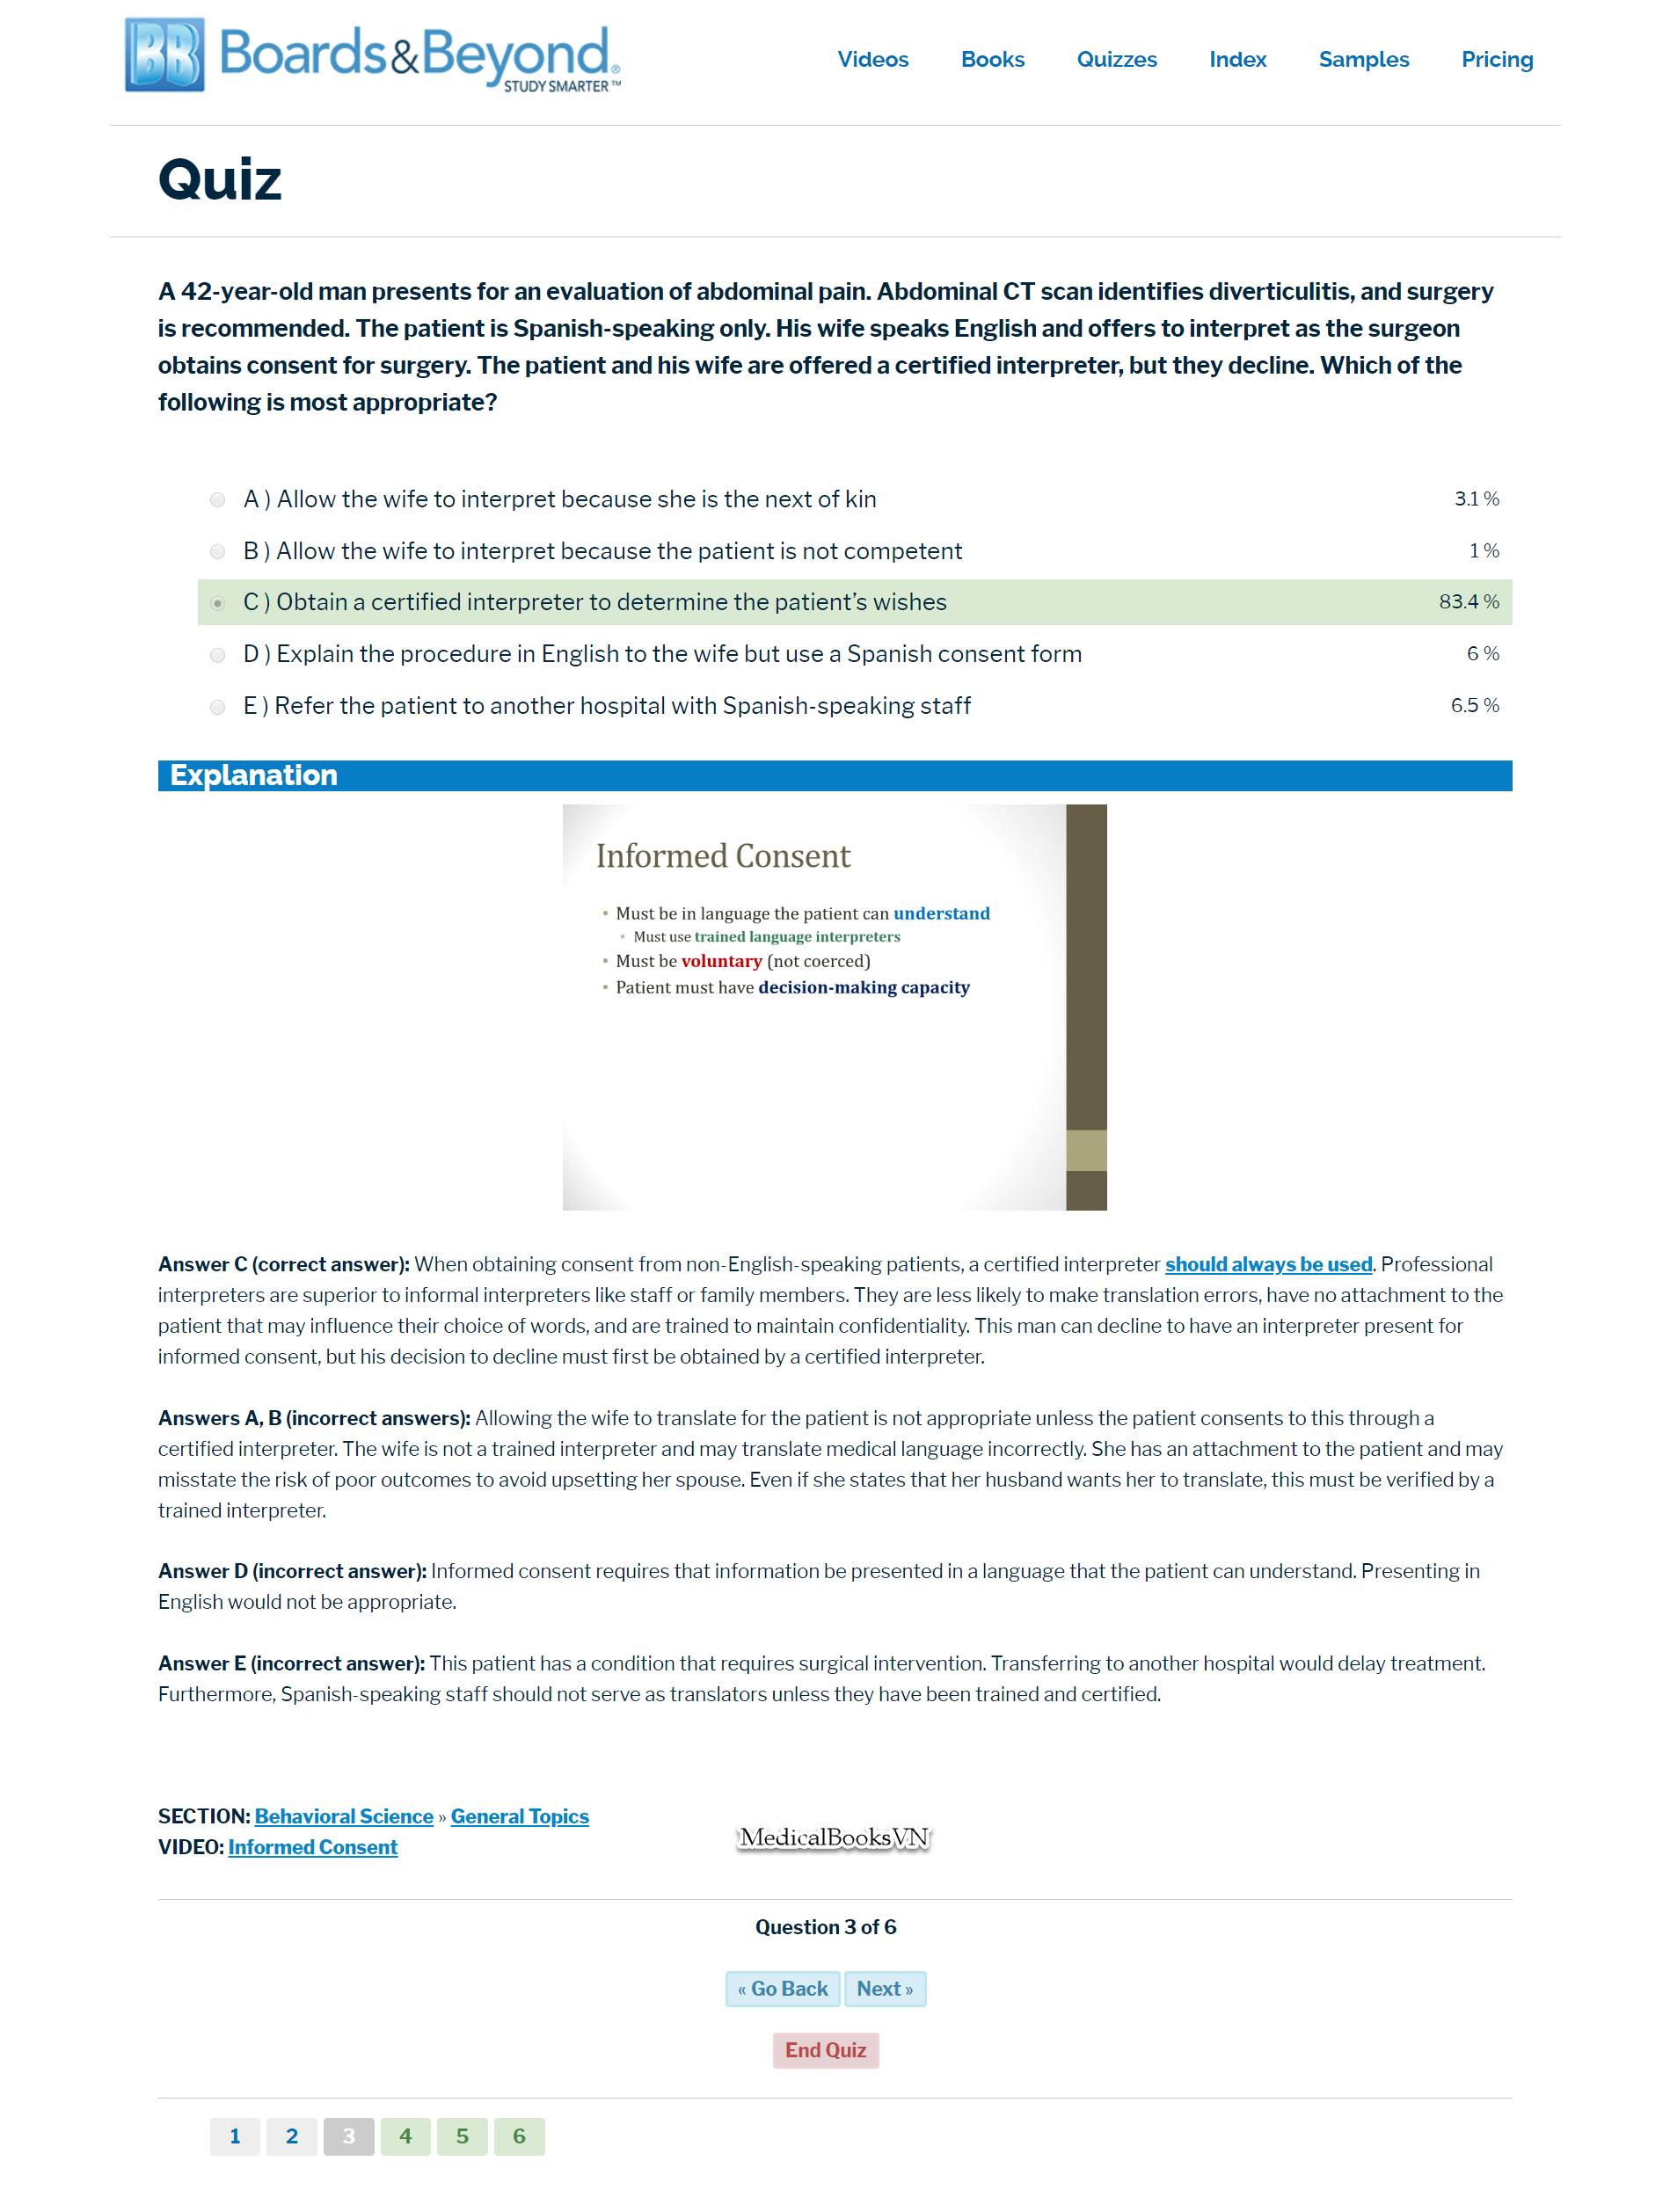 BB Boards&Beyond®
STUDY SMARTER™
Videos Books Quizzes Index Samples Pricing
Quiz
A 42-year-old man presents for an evaluation of abdominal pain. Abdominal CT scan identifies diverticulitis, and surgery
is recommended. The patient is Spanish-speaking only. His wife speaks English and offers to interpret as the surgeon
obtains consent for surgery. The patient and his wife are offered a certified interpreter, but they decline. Which of the
following is most appropriate?
A ) Allow the wife to interpret because she is the next of kin 3.1 %
B ) Allow the wife to interpret because the patient is not competent 1 %
C ) Obtain a certified interpreter to determine the patient’s wishes 83.4 %
D ) Explain the procedure in English to the wife but use a Spanish consent form 6 %
E ) Refer the patient to another hospital with Spanish-speaking staff 6.5 %
Explanation
Informed Consent
• Must be in language the patient can understand
• Must use trained language interpreters
• Must be voluntary (not coerced)
• Patient must have decision-making capacity
Answer C (correct answer): When obtaining consent from non-English-speaking patients, a certified interpreter should always be used. Professional
interpreters are superior to informal interpreters like staff or family members. They are less likely to make translation errors, have no attachment to the
patient that may influence their choice of words, and are trained to maintain confidentiality. This man can decline to have an interpreter present for
informed consent, but his decision to decline must first be obtained by a certified interpreter.
Answers A, B (incorrect answers): Allowing the wife to translate for the patient is not appropriate unless the patient consents to this through a
certified interpreter. The wife is not a trained interpreter and may translate medical language incorrectly. She has an attachment to the patient and may
misstate the risk of poor outcomes to avoid upsetting her spouse. Even if she states that her husband wants her to translate, this must be verified by a
trained interpreter.
Answer D (incorrect answer): Informed consent requires that information be presented in a language that the patient can understand. Presenting in
English would not be appropriate.
Answer E (incorrect answer): This patient has a condition that requires surgical intervention. Transferring to another hospital would delay treatment.
Furthermore, Spanish-speaking staff should not serve as translators unless they have been trained and certified.
SECTION: Behavioral Science » General Topics
VIDEO: Informed Consent
MedicalBooksVN
Question 3 of 6
« Go Back Next »
End Quiz
1 2 3 4 5 6